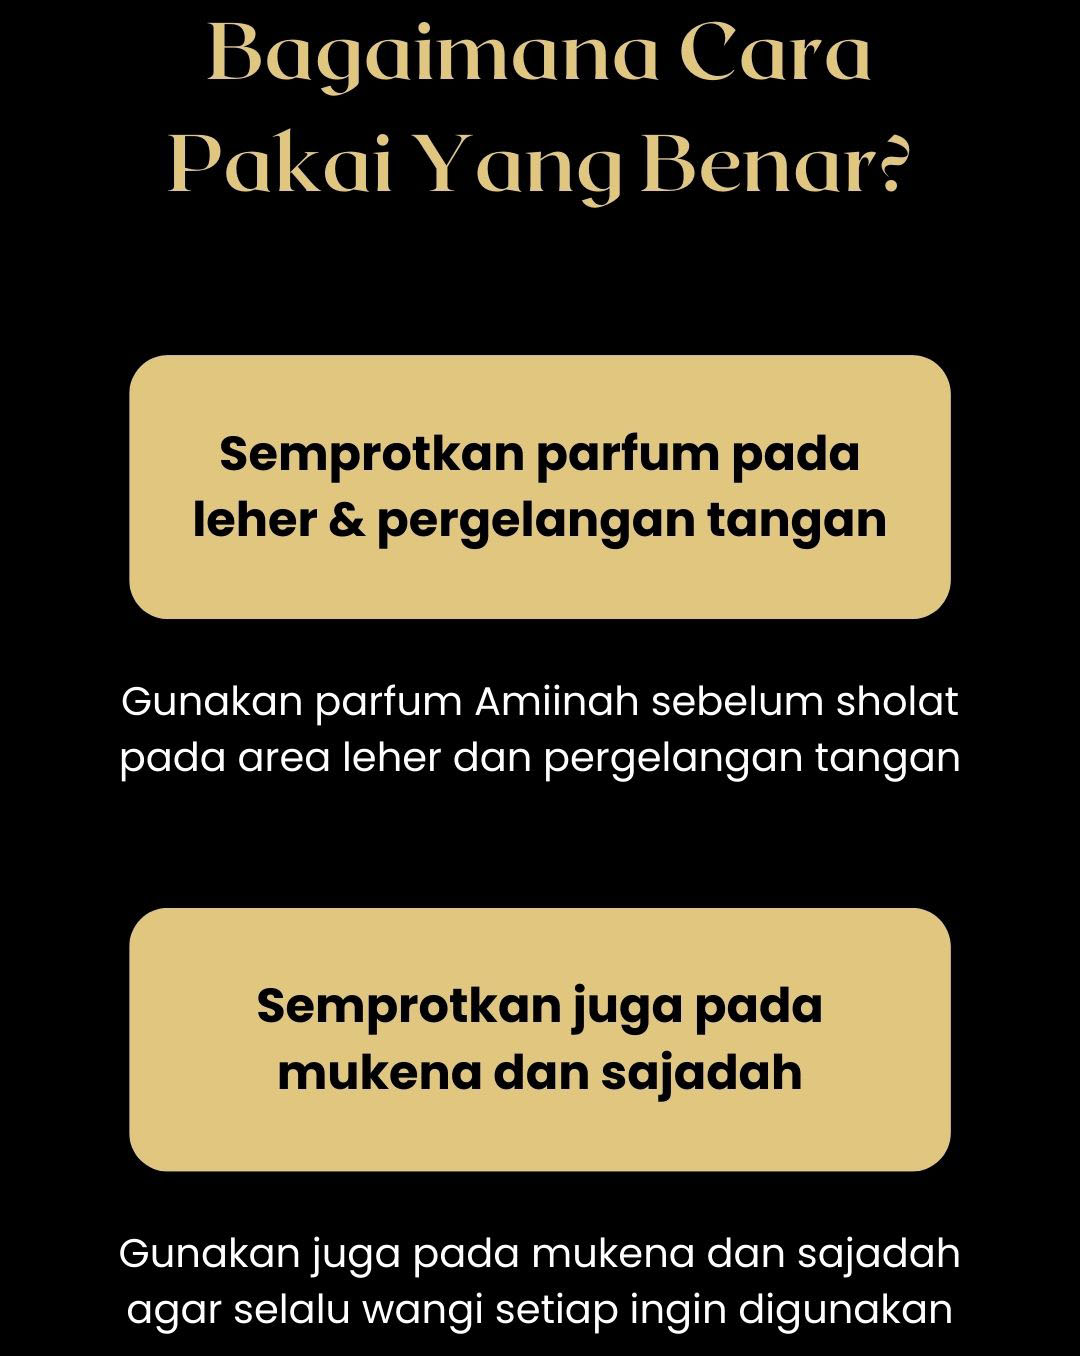 Bagaimana Cara
Pakai Yang Benar?
Semprotkan parfum pada
leher & pergelangan tangan
Gunakan parfum Amiinah sebelum sholat
pada area leher dan pergelangan tangan
Semprotkan juga pada
mukena dan sajadah
Gunakan juga pada mukena dan sajadah
agar selalu wangi setiap ingin digunakan